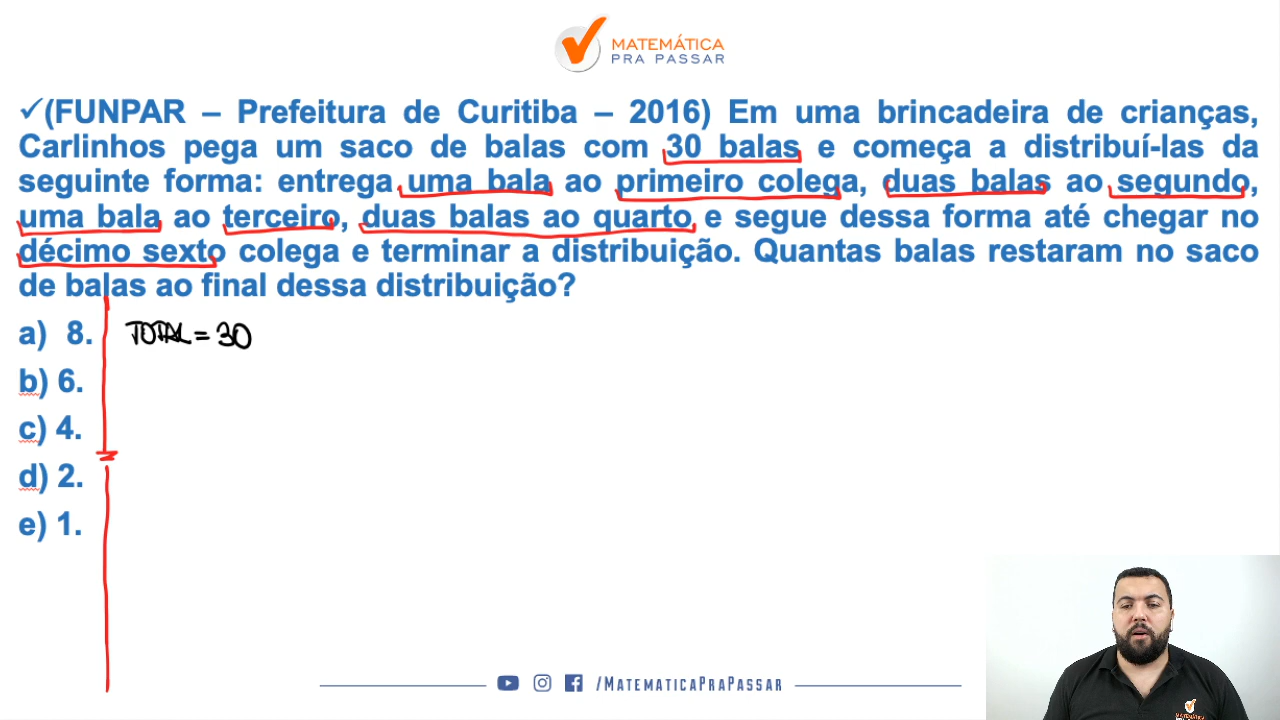 MATEMÁTICA
PRA PASSAR
✓(FUNPAR – Prefeitura de Curitiba – 2016) Em uma brincadeira de crianças,
Carlinhos pega um saco de balas com 30 balas e começa a distribuí-las da
seguinte forma: entrega uma bala ao primeiro colega, duas balas ao segundo,
uma bala ao terceiro, duas balas ao quarto e segue dessa forma até chegar no
décimo sexto colega e terminar a distribuição. Quantas balas restaram no saco
de balas ao final dessa distribuição?
a) 8.
TOTAL = 30
b) 6.
c) 4.
d) 2.
e) 1.
/MatematicaPraPassar